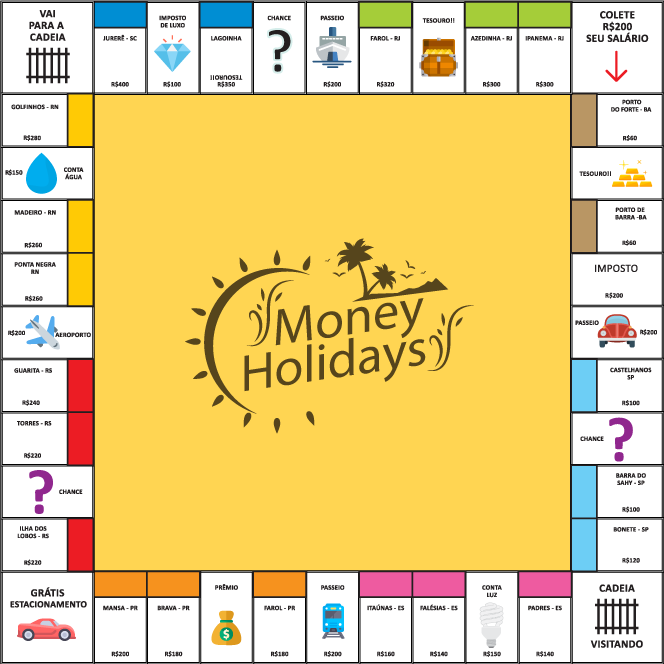 VAI
PARA A
CADEIA
JURERÊ - SC
R$400
IMPOSTO
DE LUXO
R$100
LAGOINHA
TESOURO!!
R$350
CHANCE
?
PASSEIO
R$200
FAROL - RJ
R$320
TESOURO!!
AZEDINHA - RJ
R$300
IPANEMA - RJ
R$300
COLETE
R$200
SEU SALÁRIO
GOLFINHOS - RN
R$280
R$150
CONTA
ÁGUA
MADEIRO - RN
R$260
PONTA NEGRA
RN
R$260
R$200
AEROPORTO
GUARITA - RS
R$240
TORRES - RS
R$220
?
CHANCE
ILHA DOS
LOBOS - RS
R$220
Money
Holidays
PORTO
DO FORTE - BA
R$60
TESOURO!!
PORTO DE
BARRA -BA
R$60
IMPOSTO
R$200
PASSEIO
R$200
CASTELHANOS
SP
R$100
CHANCE
?
BARRA DO
SAHY - SP
R$100
BONETE - SP
R$120
GRÁTIS
ESTACIONAMENTO
MANSA - PR
R$200
BRAVA - PR
R$180
PRÊMIO
$
FAROL - PR
R$180
PASSEIO
R$200
ITAÚNAS - ES
R$160
FALÉSIAS - ES
R$140
CONTA
LUZ
R$150
PADRES - ES
R$140
CADEIA
VISITANDO